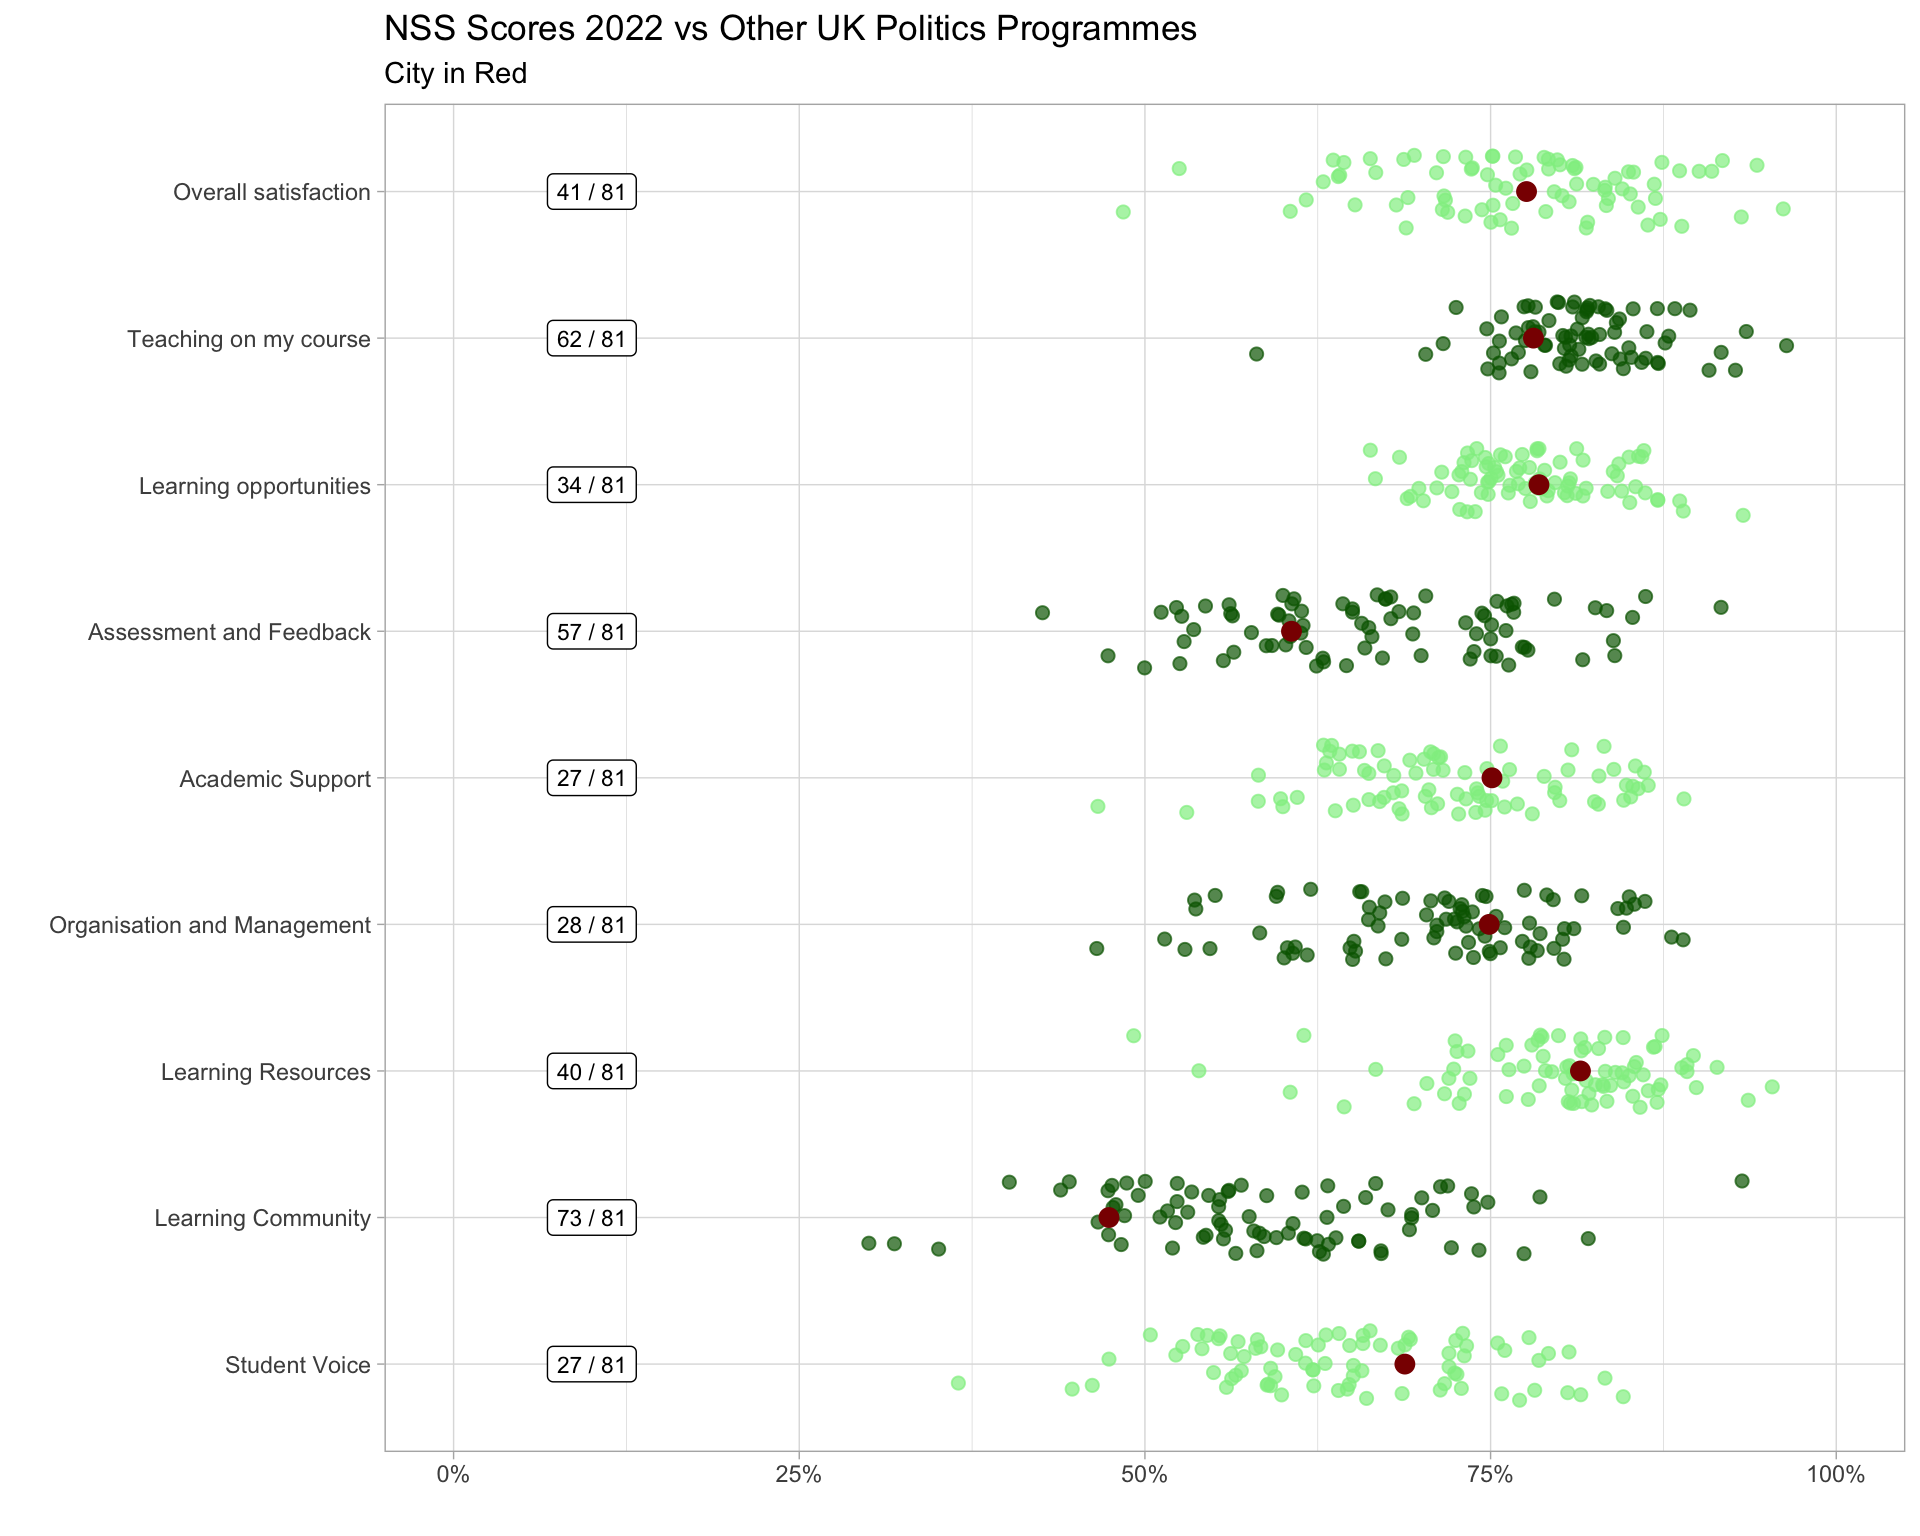 NSS Scores 2022 vs Other UK Politics Programmes
City in Red
Overall satisfaction 41 / 81
Teaching on my course 62 / 81
Learning opportunities 34 / 81
Assessment and Feedback 57 / 81
Academic Support 27 / 81
Organisation and Management 28 / 81
Learning Resources 40 / 81
Learning Community 73 / 81
Student Voice 27 / 81
0% 25% 50% 75% 100%